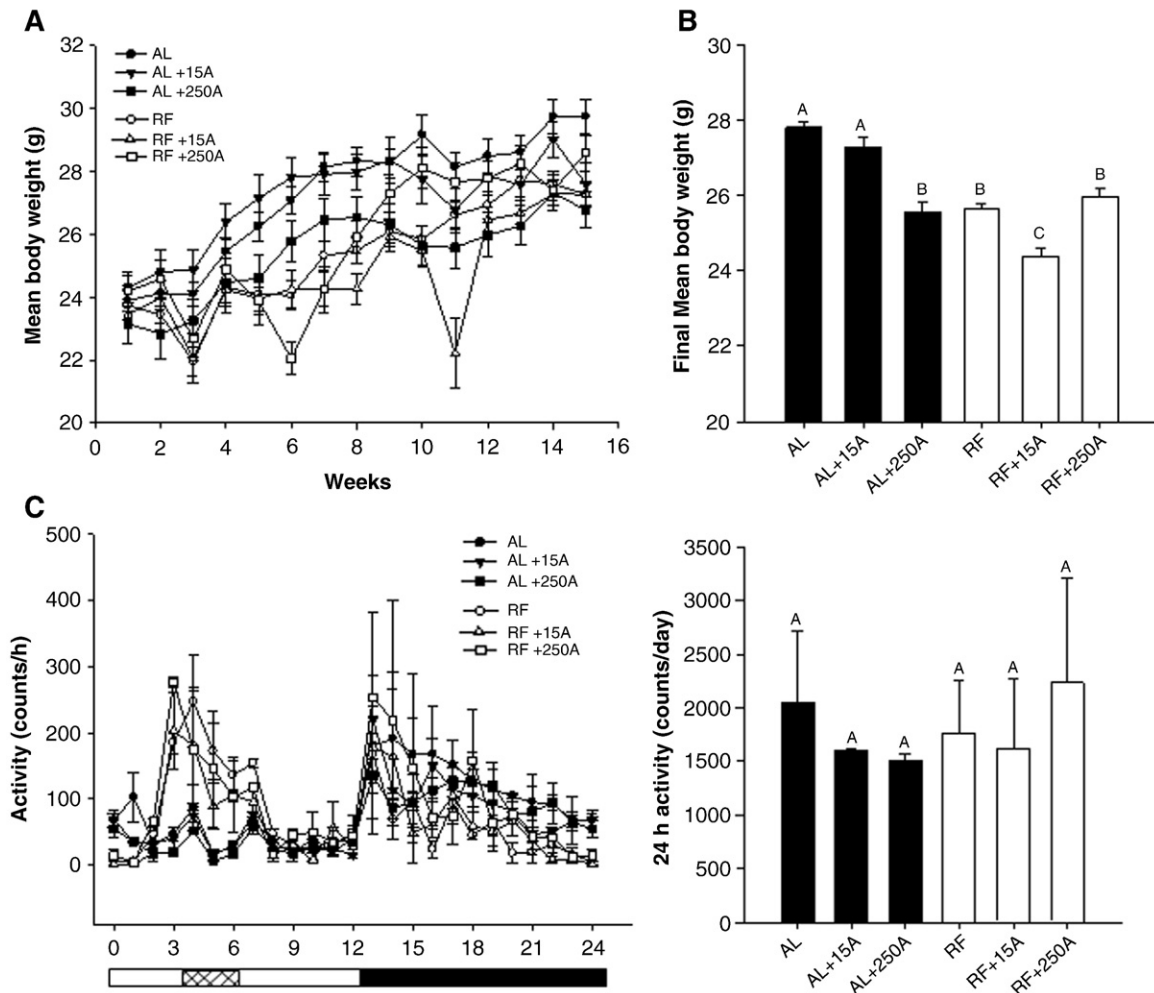 A
Mean body weight (g)
32
30
28
26
24
22
20
0
2
4
6
8
10
12
14
16
Weeks
AL
AL +15A
AL +250A
RF
RF +15A
RF +250A
B
Final Mean body weight (g)
30
28
26
24
22
20
A
A
B
B
C
B
AL
AL+15A
AL+250A
RF
RF+15A
RF+250A
C
Activity (counts/h)
500
400
300
200
100
0
0
3
6
9
12
15
18
21
24
AL
AL +15A
AL +250A
RF
RF +15A
RF +250A
24 h activity (counts/day)
3500
3000
2500
2000
1500
1000
500
0
A
A
A
A
A
A
AL
AL+15A
AL+250A
RF
RF+15A
RF+250A